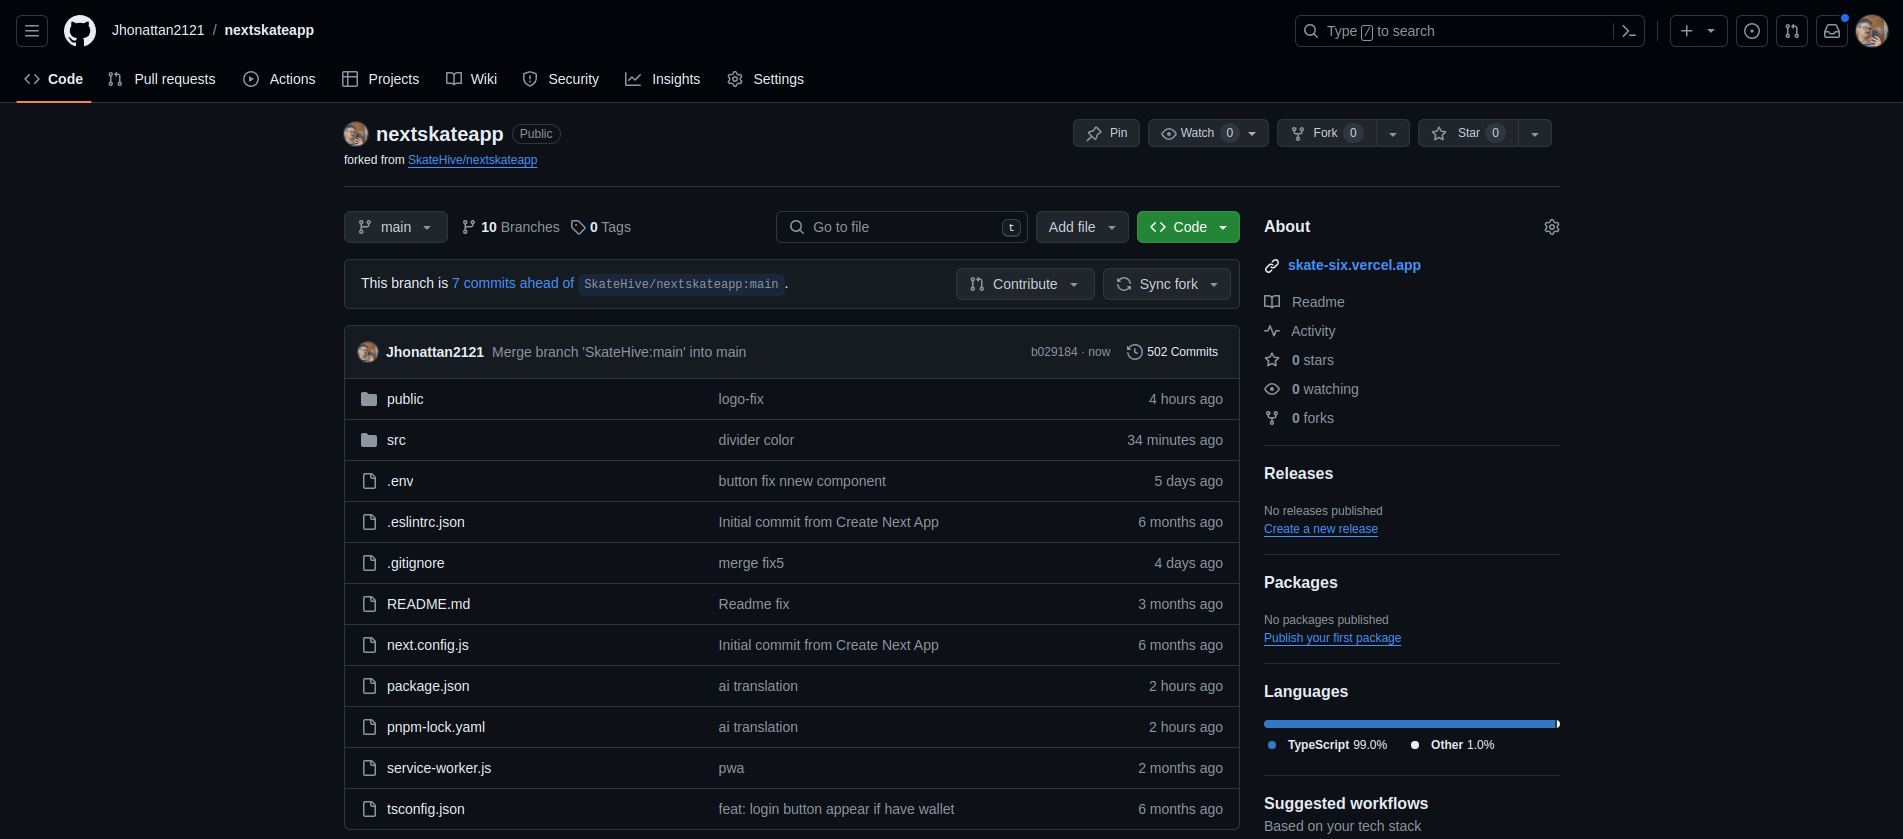 Jhonattan2121 / nextskateapp
Type / to search
Code Pull requests Actions Projects Wiki Security Insights Settings
nextskateapp Public
forked from SkateHive/nextskateapp
Pin Watch 0 Fork 0 Star 0
main 10 Branches 0 Tags Go to file t Add file Code
This branch is 7 commits ahead of SkateHive/nextskateapp:main .
Contribute Sync fork
Jhonattan2121 Merge branch 'SkateHive:main' into main b029184 · now 502 Commits
public logo-fix 4 hours ago
src divider color 34 minutes ago
.env button fix nnew component 5 days ago
.eslintrc.json Initial commit from Create Next App 6 months ago
.gitignore merge fix5 4 days ago
README.md Readme fix 3 months ago
next.config.js Initial commit from Create Next App 6 months ago
package.json ai translation 2 hours ago
pnpm-lock.yaml ai translation 2 hours ago
service-worker.js pwa 2 months ago
tsconfig.json feat: login button appear if have wallet 6 months ago
About
skate-six.vercel.app
Readme
Activity
0 stars
0 watching
0 forks
Releases
No releases published
Create a new release
Packages
No packages published
Publish your first package
Languages
TypeScript 99.0% Other 1.0%
Suggested workflows
Based on your tech stack